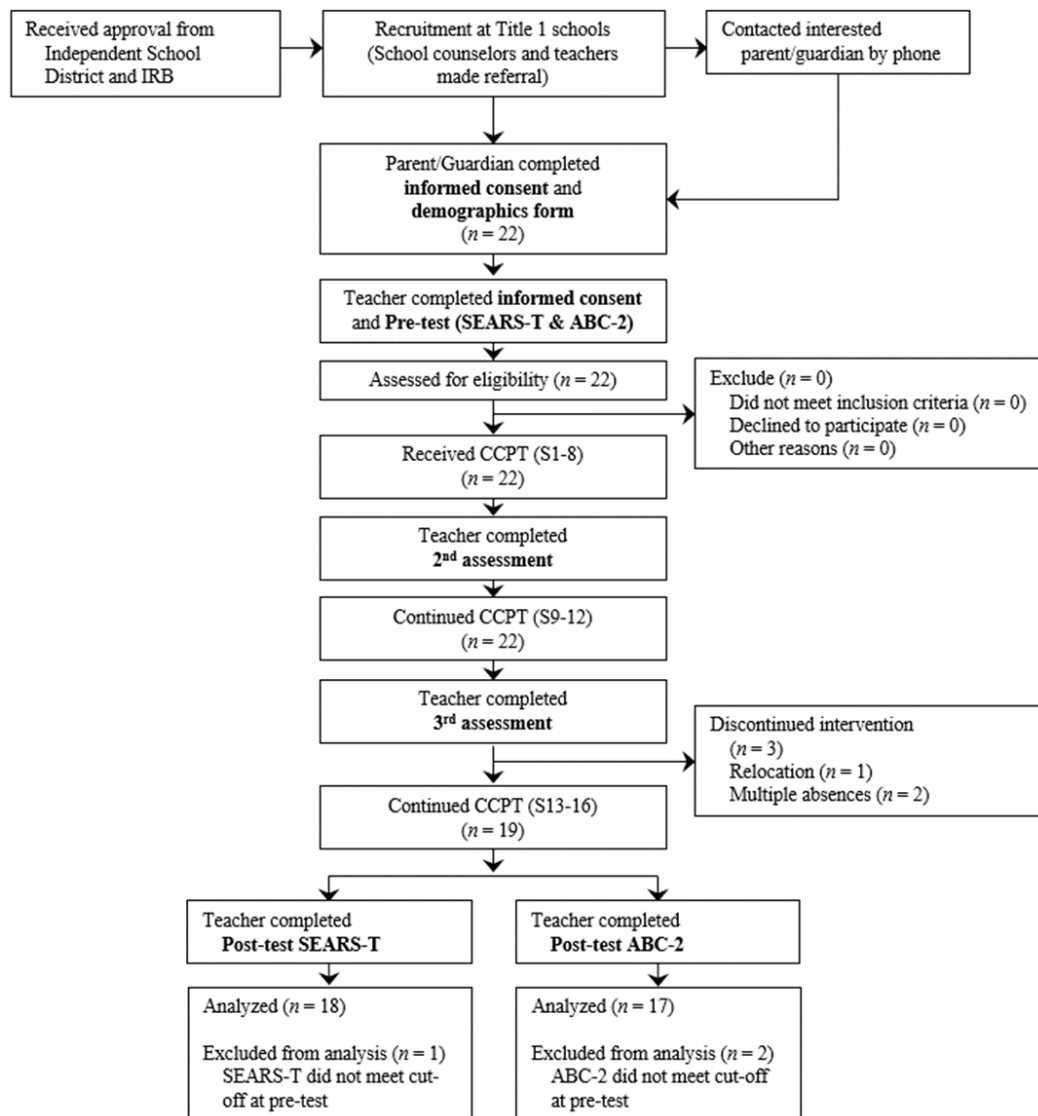 Received approval from
Independent School
District and IRB
Recruitment at Title 1 schools
(School counselors and teachers
made referral)
Contacted interested
parent/guardian by phone
Parent/Guardian completed
informed consent and
demographics form
(n = 22)
Teacher completed informed consent
and Pre-test (SEARS-T & ABC-2)
Assessed for eligibility (n = 22)
Exclude (n = 0)
Did not meet inclusion criteria (n = 0)
Declined to participate (n = 0)
Other reasons (n = 0)
Received CCPT (S1-8)
(n = 22)
Teacher completed
2nd assessment
Continued CCPT (S9-12)
(n = 22)
Teacher completed
3rd assessment
Discontinued intervention
(n = 3)
Relocation (n = 1)
Multiple absences (n = 2)
Continued CCPT (S13-16)
(n = 19)
Teacher completed
Post-test SEARS-T
Teacher completed
Post-test ABC-2
Analyzed (n = 18)
Excluded from analysis (n = 1)
SEARS-T did not meet cut-
off at pre-test
Analyzed (n = 17)
Excluded from analysis (n = 2)
ABC-2 did not meet cut-off
at pre-test